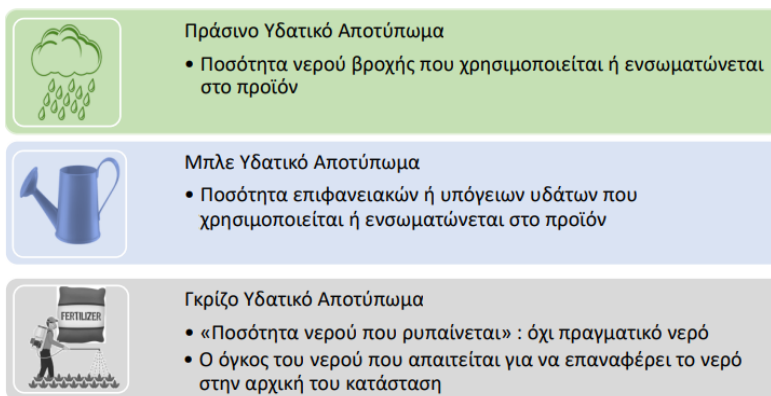 Πράσινο Υδατικό Αποτύπωμα
• Ποσότητα νερού βροχής που χρησιμοποιείται ή ενσωματώνεται
στο προϊόν
Μπλε Υδατικό Αποτύπωμα
• Ποσότητα επιφανειακών ή υπόγειων υδάτων που
χρησιμοποιείται ή ενσωματώνεται στο προϊόν
FERTILIZER
Γκρίζο Υδατικό Αποτύπωμα
• «Ποσότητα νερού που ρυπαίνεται» : όχι πραγματικό νερό
• Ο όγκος του νερού που απαιτείται για να επαναφέρει το νερό
στην αρχική του κατάσταση